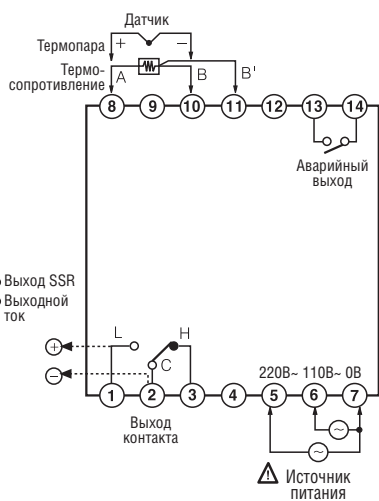 Датчик
Термопара + −
Термо-
сопротивление A B B'
8 9 10 11 12 13 14
Аварийный
выход
Выход SSR
Выходной
ток
+ L H
− C
220В~ 110В~ 0В
1 2 3 4 5 6 7
~
~
Выход
контакта
! Источник
питания